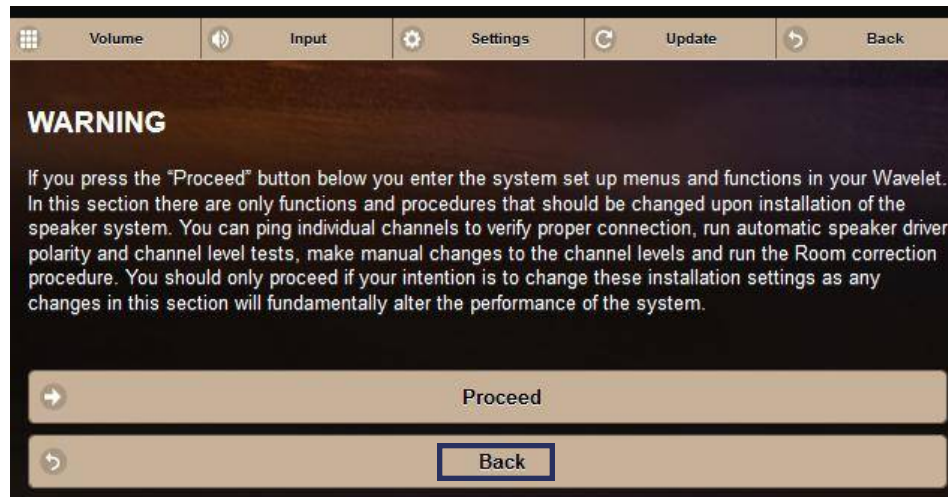 Volume Input Settings Update Back
WARNING
If you press the “Proceed” button below you enter the system set up menus and functions in your Wavelet.
In this section there are only functions and procedures that should be changed upon installation of the
speaker system. You can ping individual channels to verify proper connection, run automatic speaker driver
polarity and channel level tests, make manual changes to the channel levels and run the Room correction
procedure. You should only proceed if your intention is to change these installation settings as any
changes in this section will fundamentally alter the performance of the system.
Proceed
Back